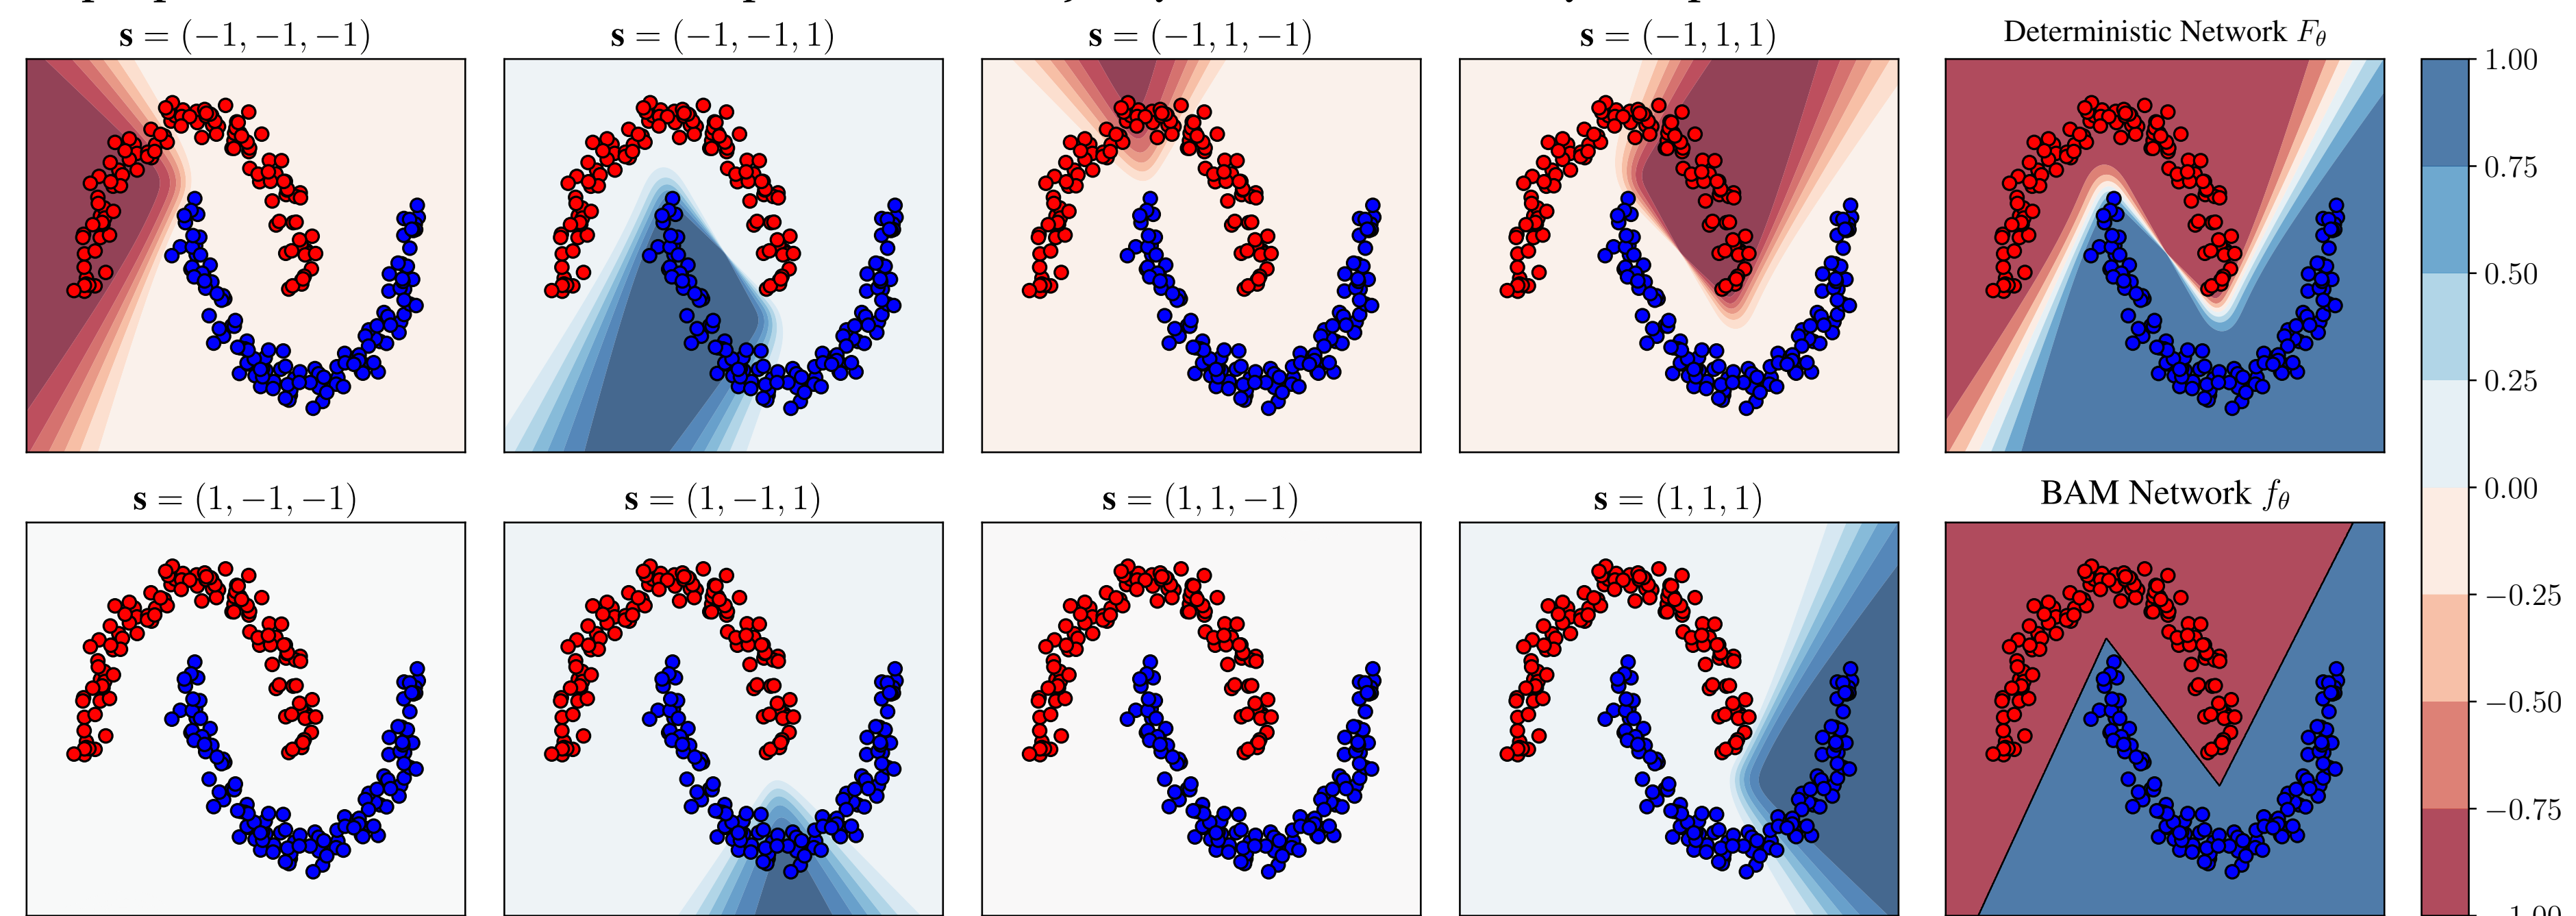 s = (−1, −1, −1)
s = (−1, −1, 1)
s = (−1, 1, −1)
s = (−1, 1, 1)
Deterministic Network F_θ
s = (1, −1, −1)
s = (1, −1, 1)
s = (1, 1, −1)
s = (1, 1, 1)
BAM Network f_θ
1.00
0.75
0.50
0.25
0.00
−0.25
−0.50
−0.75